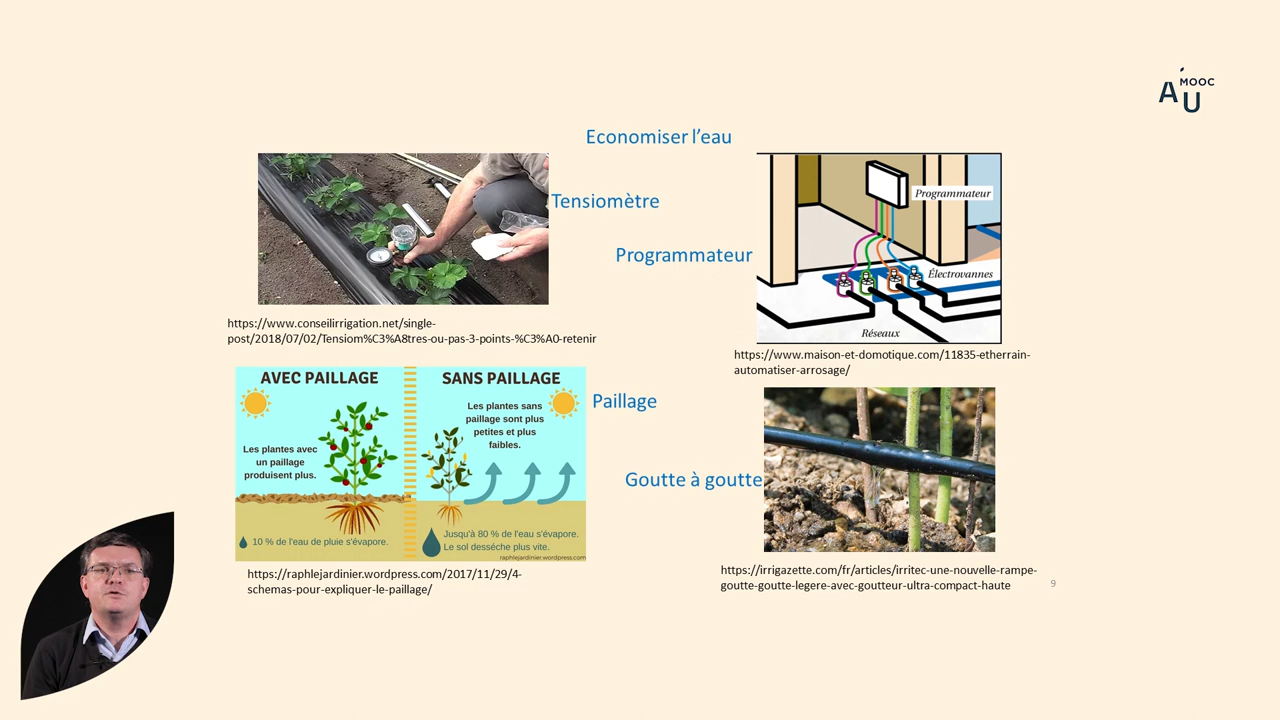 MOOC
AU
Economiser l'eau
Tensiomètre
Programmateur
Programmateur
Électrovannes
Réseaux
https://www.conseilirrigation.net/single-
post/2018/07/02/Tensiom%C3%A8tres-ou-pas-3-points-%C3%A0-retenir
https://www.maison-et-domotique.com/11835-etherrain-
automatiser-arrosage/
AVEC PAILLAGE
SANS PAILLAGE
Les plantes avec
un paillage
produisent plus.
Les plantes sans
paillage sont plus
petites et plus
faibles.
10 % de l'eau de pluie s'évapore.
Jusqu'à 80 % de l'eau s'évapore.
Le sol desséche plus vite.
raphlejardinier.wordpress.com
Paillage
Goutte à goutte
https://raphlejardinier.wordpress.com/2017/11/29/4-
schemas-pour-expliquer-le-paillage/
https://irrigazette.com/fr/articles/irritec-une-nouvelle-rampe-
goutte-goutte-legere-avec-goutteur-ultra-compact-haute
9